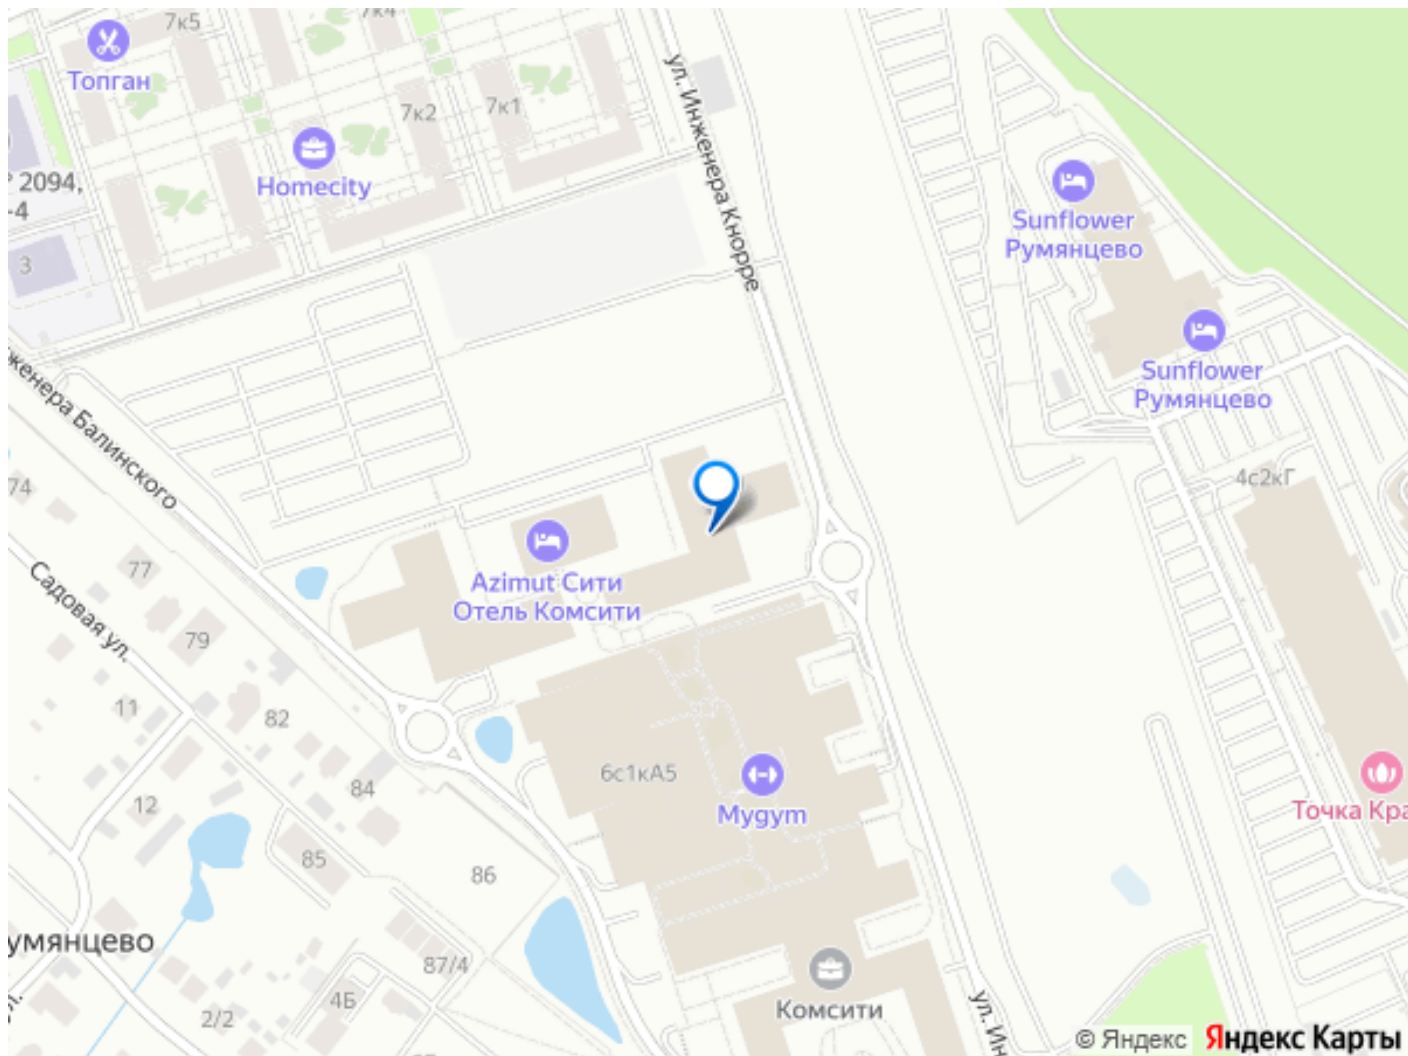 7к5
7к4
Топган
7к2
7к1
Homecity
ул. Инженера Кнорре
2094,
-4
3
Sunflower
Румянцево
Sunflower
Румянцево
женера Балинского
74
4с2кГ
77
Садовая ул.
79
Azimut Сити
Отель Комсити
11
82
6с1кА5
84
Mygym
12
85
86
Точка Кра
умянцево
87/4
4Б
2/2
Комсити
ул. Ин
© Яндекс Яндекс Карты